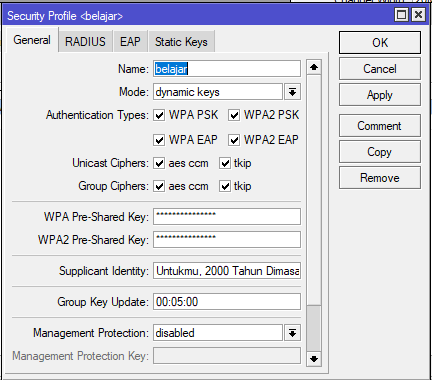 Security Profile <belajar>
General RADIUS EAP Static Keys
OK
Cancel
Apply
Comment
Copy
Remove
Name: belajar
Mode: dynamic keys
Authentication Types: WPA PSK WPA2 PSK
WPA EAP WPA2 EAP
Unicast Ciphers: aes ccm tkip
Group Ciphers: aes ccm tkip
WPA Pre-Shared Key: ***************
WPA2 Pre-Shared Key: ***************
Supplicant Identity: Untukmu, 2000 Tahun Dimasa
Group Key Update: 00:05:00
Management Protection: disabled
Management Protection Key: